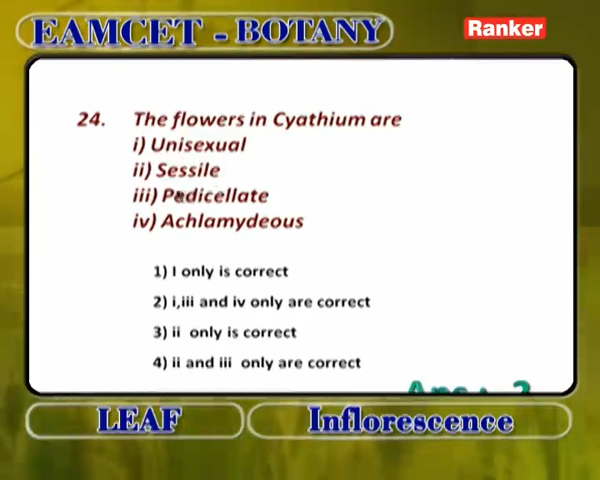 EAMCET - BOTANY
Ranker
24. The flowers in Cyathium are
i) Unisexual
ii) Sessile
iii) Pedicellate
iv) Achlamydeous
1) I only is correct
2) i,iii and iv only are correct
3) ii only is correct
4) ii and iii only are correct
LEAF
Inflorescence